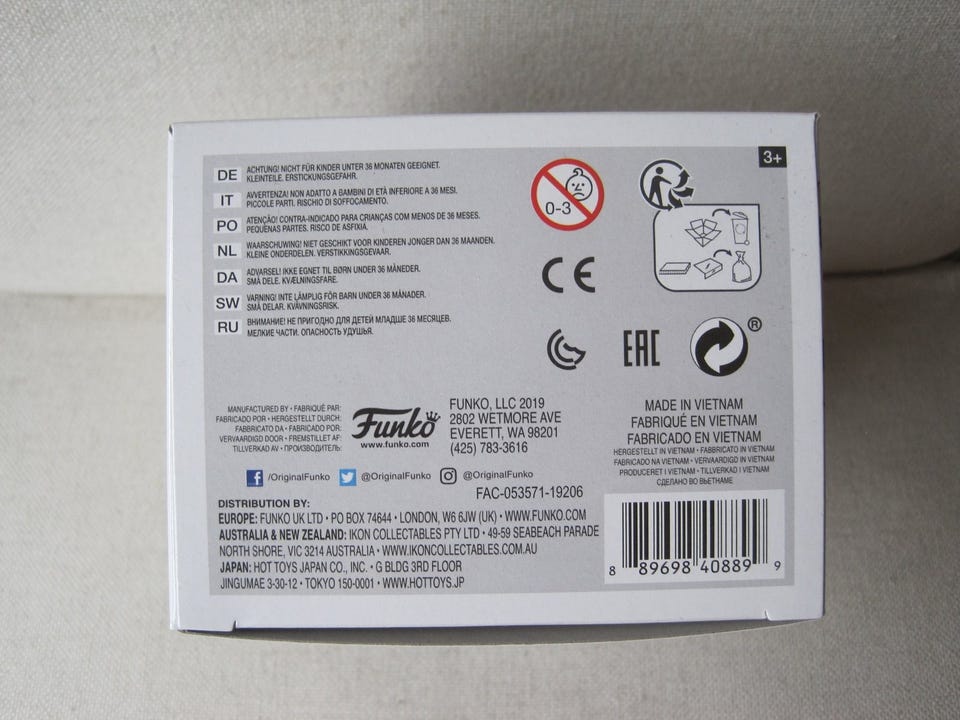 3+
DE ACHTUNG! NICHT FÜR KINDER UNTER 36 MONATEN GEEIGNET.
KLEINTEILE. ERSTICKUNGSGEFAHR.
IT AVVERTENZA! NON ADATTO A BAMBINI DI ETÀ INFERIORE A 36 MESI.
PICCOLE PARTI. RISCHIO DI SOFFOCAMENTO.
PO ATENÇÃO! CONTRA-INDICADO PARA CRIANÇAS COM MENOS DE 36 MESES.
PEQUENAS PARTES. RISCO DE ASFIXIA.
NL WAARSCHUWING! NIET GESCHIKT VOOR KINDEREN JONGER DAN 36 MAANDEN.
KLEINE ONDERDELEN. VERSTIKKINGSGEVAAR.
DA ADVARSEL! IKKE EGNET TIL BØRN UNDER 36 MÅNEDER.
SMÅ DELE. KVÆLNINGSFARE.
SW VARNING! INTE LÄMPLIG FÖR BARN UNDER 36 MÅNADER.
SMÅ DELAR. KVÄVNINGSRISK.
RU ВНИМАНИЕ! НЕ ПРИГОДНО ДЛЯ ДЕТЕЙ МЛАДШЕ 36 МЕСЯЦЕВ.
МЕЛКИЕ ЧАСТИ. ОПАСНОСТЬ УДУШЬЯ.
0-3
CE
EAC
®
MANUFACTURED BY • FABRIQUÉ PAR:
FABRICADO POR • HERGESTELLT DURCH:
FABRICATO DA • FABRICADO POR:
VERVAARDIGD DOOR • FREMSTILLET AF:
TILLVERKAD AV • ПРОИЗВОДИТЕЛЬ:
Funko
www.funko.com
FUNKO, LLC 2019
2802 WETMORE AVE
EVERETT, WA 98201
(425) 783-3616
MADE IN VIETNAM
FABRIQUÉ EN VIETNAM
FABRICADO EN VIETNAM
HERGESTELLT IN VIETNAM • FABBRICATO IN VIETNAM
FABRICADO NA VIETNAM • VERVAARDIGD IN VIETNAM
PRODUCERET I VIETNAM • TILLVERKAD I VIETNAM
СДЕЛАНО ВО ВЬЕТНАМЕ
/OriginalFunko @OriginalFunko @OriginalFunko
FAC-053571-19206
DISTRIBUTION BY:
EUROPE: FUNKO UK LTD • PO BOX 74644 • LONDON, W6 6JW (UK) • WWW.FUNKO.COM
AUSTRALIA & NEW ZEALAND: IKON COLLECTABLES PTY LTD • 49-59 SEABEACH PARADE
NORTH SHORE, VIC 3214 AUSTRALIA • WWW.IKONCOLLECTABLES.COM.AU
JAPAN: HOT TOYS JAPAN CO., INC. • G BLDG 3RD FLOOR
JINGUMAE 3-30-12 • TOKYO 150-0001 • WWW.HOTTOYS.JP
8 89698 40889 9